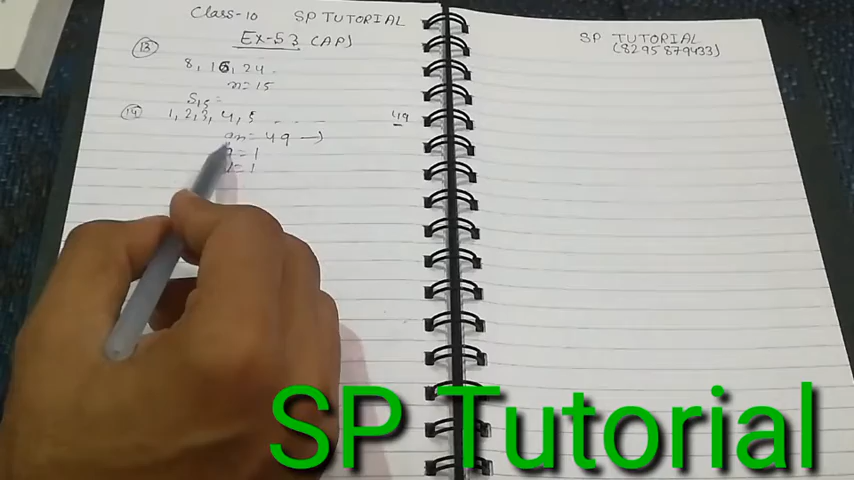 Class-10 SP TUTORIAL
Ex-5.3 (AP)
13
8, 16, 24.
n=15
S15=
14 1, 2, 3, 4, 5 - - - - - - 49
an= 49 →
a=1
d=1
SP TUTORIAL
(8295879433)
SP Tutorial